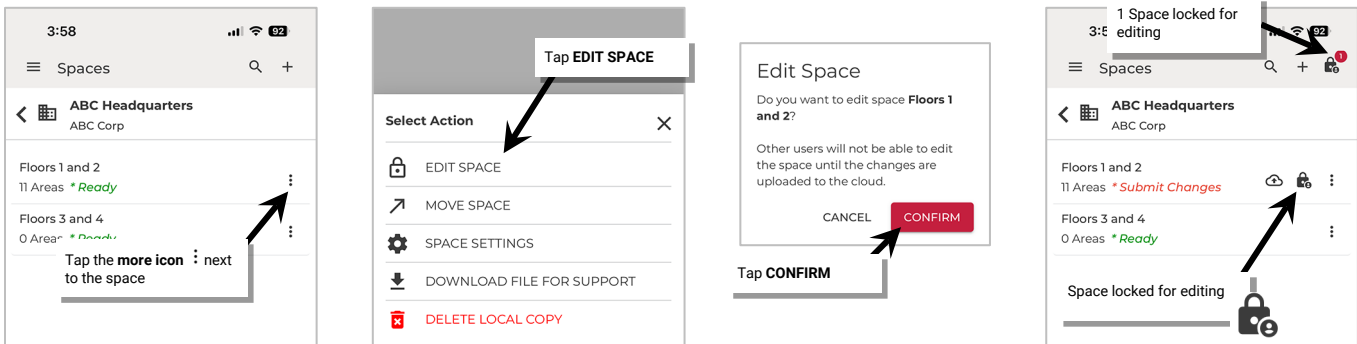 3:58
92
Spaces
ABC Headquarters
ABC Corp
Floors 1 and 2
11 Areas * Ready
Floors 3 and 4
0 Areas * Ready
Tap the more icon ⋮ next
to the space
Tap EDIT SPACE
Select Action
EDIT SPACE
MOVE SPACE
SPACE SETTINGS
DOWNLOAD FILE FOR SUPPORT
DELETE LOCAL COPY
Edit Space
Do you want to edit space Floors 1
and 2?
Other users will not be able to edit
the space until the changes are
uploaded to the cloud.
CANCEL
CONFIRM
Tap CONFIRM
1 Space locked for
editing
3:5
92
Spaces
1
ABC Headquarters
ABC Corp
Floors 1 and 2
11 Areas * Submit Changes
Floors 3 and 4
0 Areas * Ready
Space locked for editing